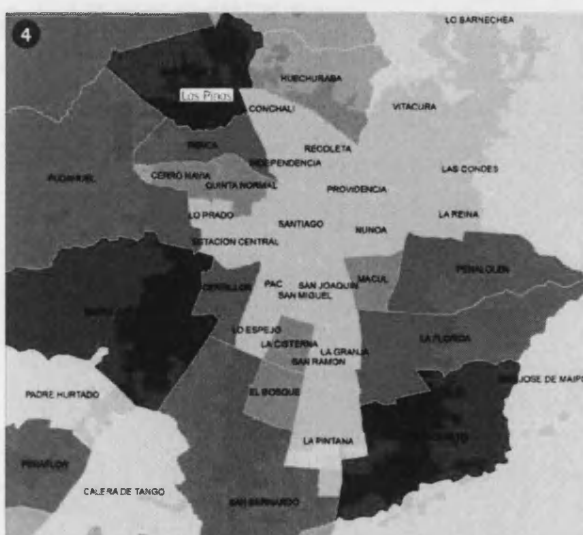 4
LO BARNECHEA
HUECHURABA
Los Pinos
CONCHALI
VITACURA
RENCA
RECOLETA
INDEPENDENCIA
PUDAHUEL
CERRO NAVIA
QUINTA NORMAL
LAS CONDES
PROVIDENCIA
LO PRADO
SANTIAGO
LA REINA
NUNOA
ESTACION CENTRAL
PENALOLEN
CERRILLOS
PAC
SAN JOAQUIN
MACUL
SAN MIGUEL
LO ESPEJO
LA CISTERNA
LA GRANJA
LA FLORIDA
SAN RAMON
JOSE DE MAIPO
PADRE HURTADO
EL BOSQUE
LA PINTANA
PENAFLOR
CALERA DE TANGO
SAN BERNARDO